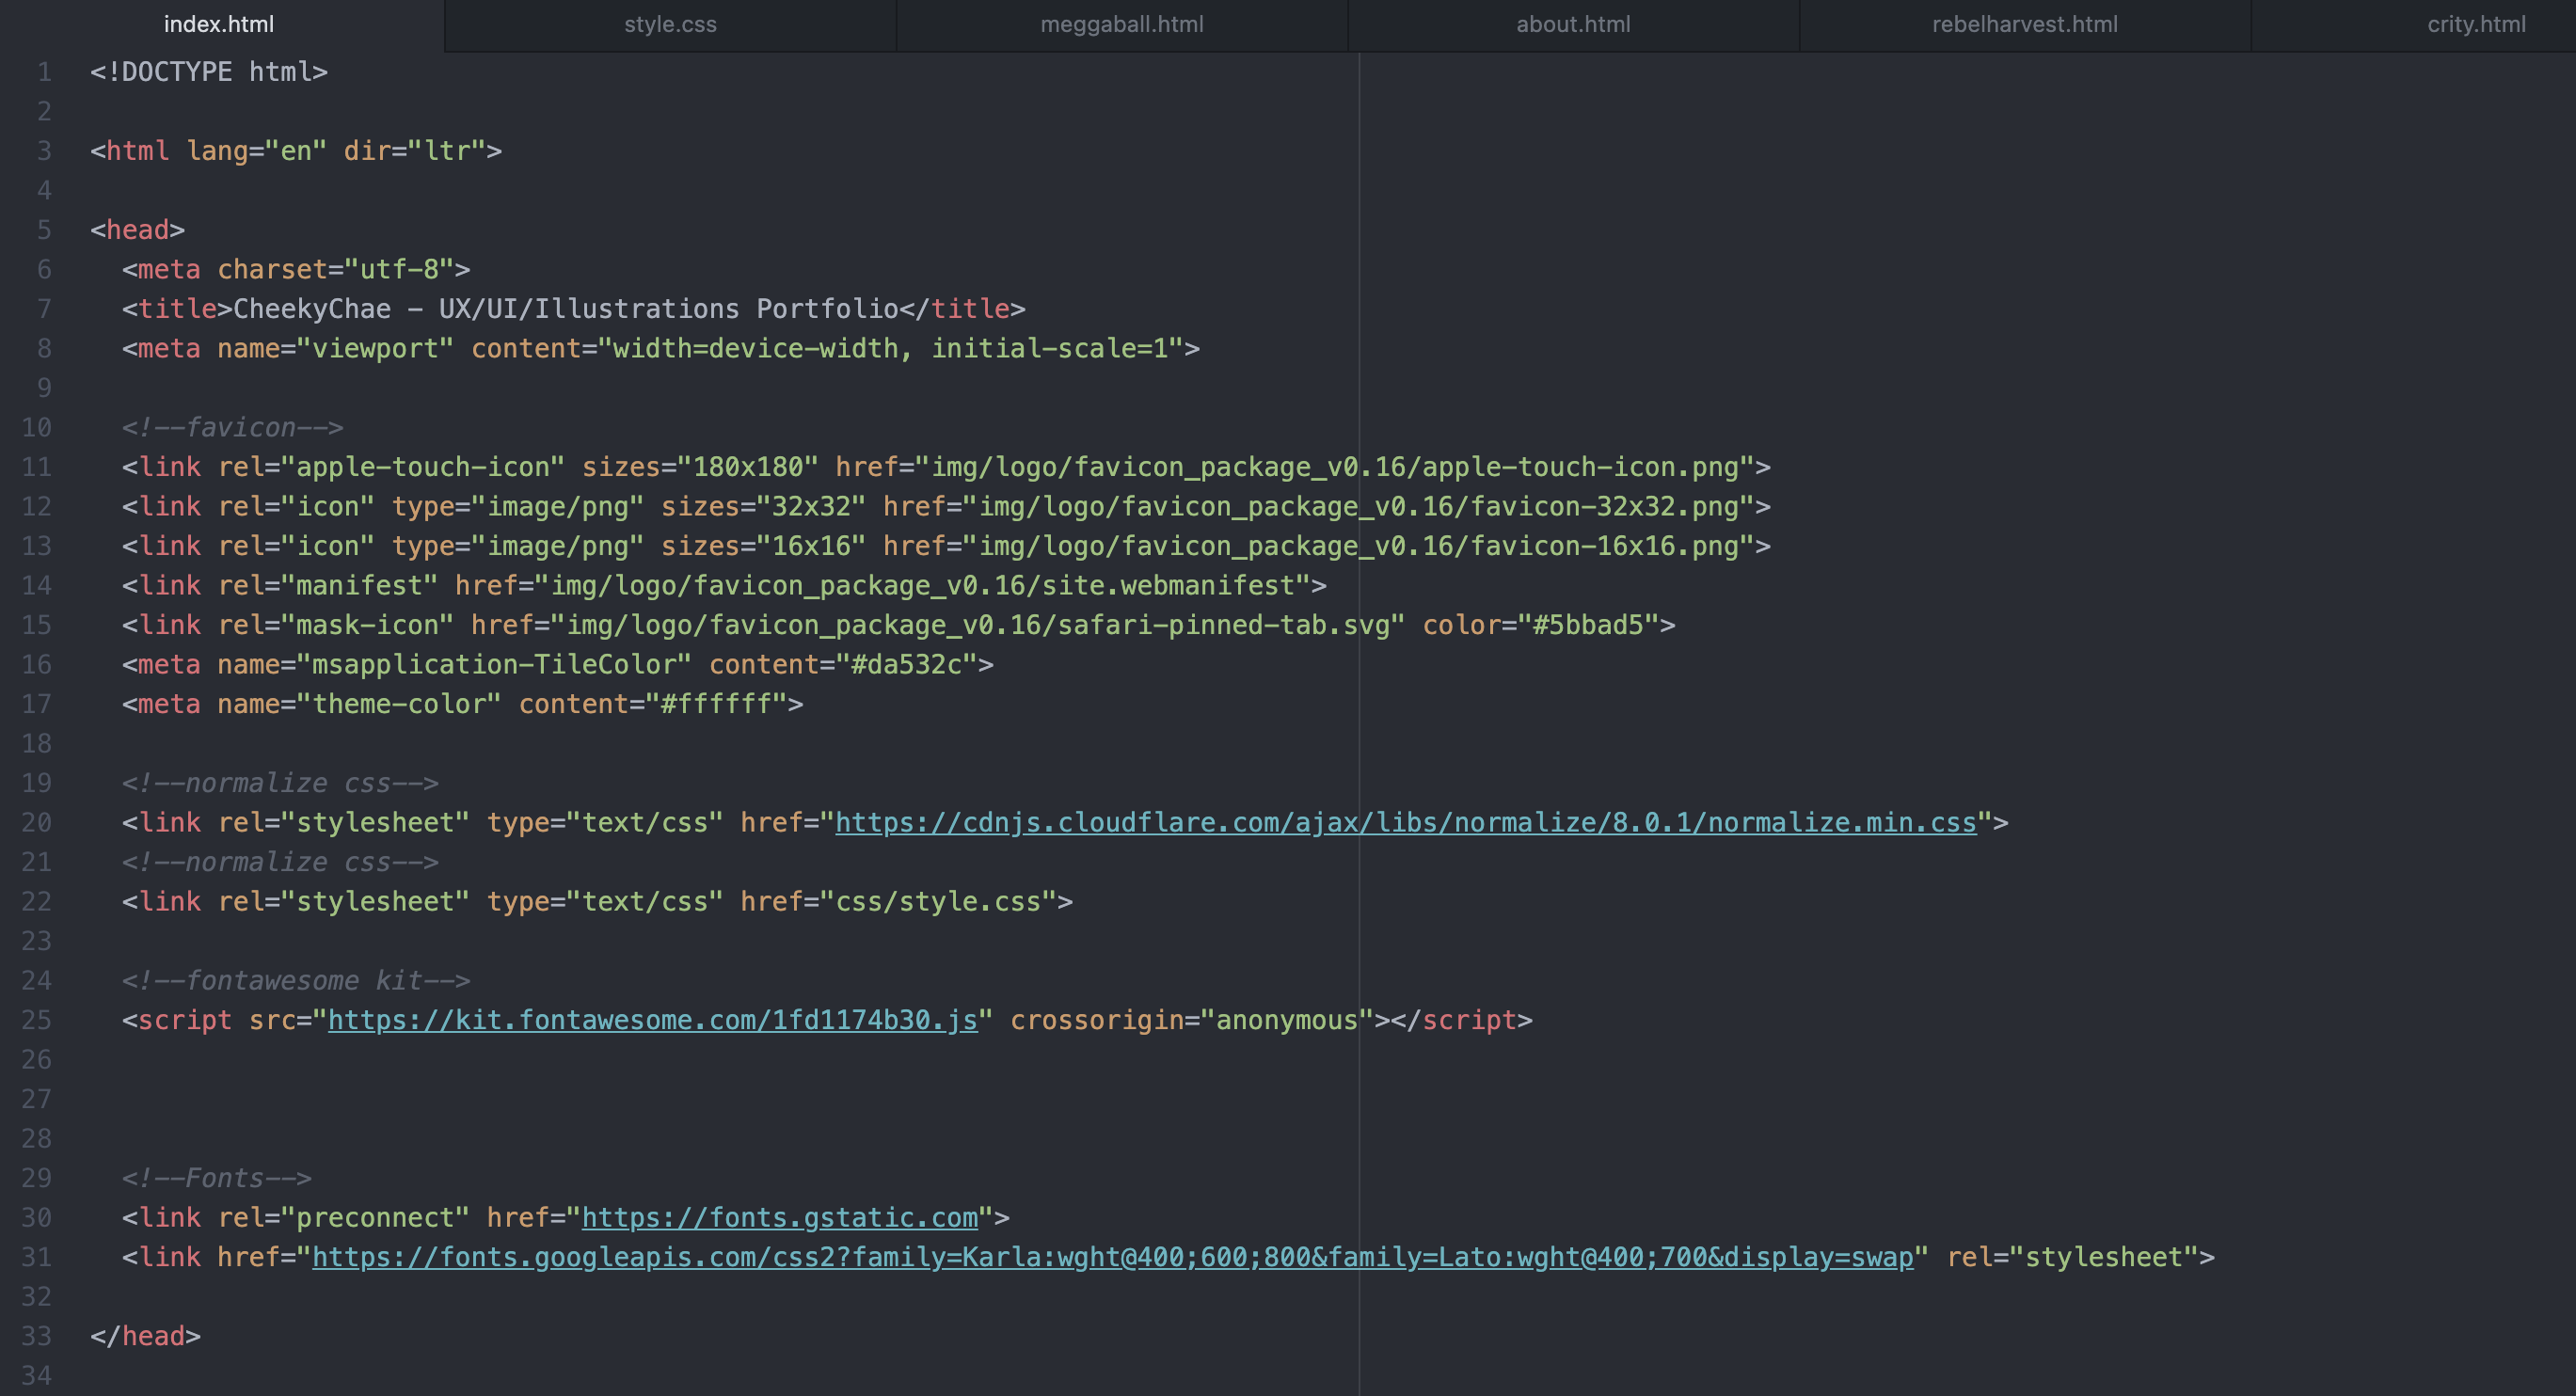 index.html style.css meggaball.html about.html rebelharvest.html crity.html
1 <!DOCTYPE html>
2
3 <html lang="en" dir="ltr">
4
5 <head>
6 <meta charset="utf-8">
7 <title>CheekyChae - UX/UI/Illustrations Portfolio</title>
8 <meta name="viewport" content="width=device-width, initial-scale=1">
9
10 <!--favicon-->
11 <link rel="apple-touch-icon" sizes="180x180" href="img/logo/favicon_package_v0.16/apple-touch-icon.png">
12 <link rel="icon" type="image/png" sizes="32x32" href="img/logo/favicon_package_v0.16/favicon-32x32.png">
13 <link rel="icon" type="image/png" sizes="16x16" href="img/logo/favicon_package_v0.16/favicon-16x16.png">
14 <link rel="manifest" href="img/logo/favicon_package_v0.16/site.webmanifest">
15 <link rel="mask-icon" href="img/logo/favicon_package_v0.16/safari-pinned-tab.svg" color="#5bbad5">
16 <meta name="msapplication-TileColor" content="#da532c">
17 <meta name="theme-color" content="#ffffff">
18
19 <!--normalize css-->
20 <link rel="stylesheet" type="text/css" href="https://cdnjs.cloudflare.com/ajax/libs/normalize/8.0.1/normalize.min.css">
21 <!--normalize css-->
22 <link rel="stylesheet" type="text/css" href="css/style.css">
23
24 <!--fontawesome kit-->
25 <script src="https://kit.fontawesome.com/1fd1174b30.js" crossorigin="anonymous"></script>
26
27
28
29 <!--Fonts-->
30 <link rel="preconnect" href="https://fonts.gstatic.com">
31 <link href="https://fonts.googleapis.com/css2?family=Karla:wght@400;600;800&family=Lato:wght@400;700&display=swap" rel="stylesheet">
32
33 </head>
34